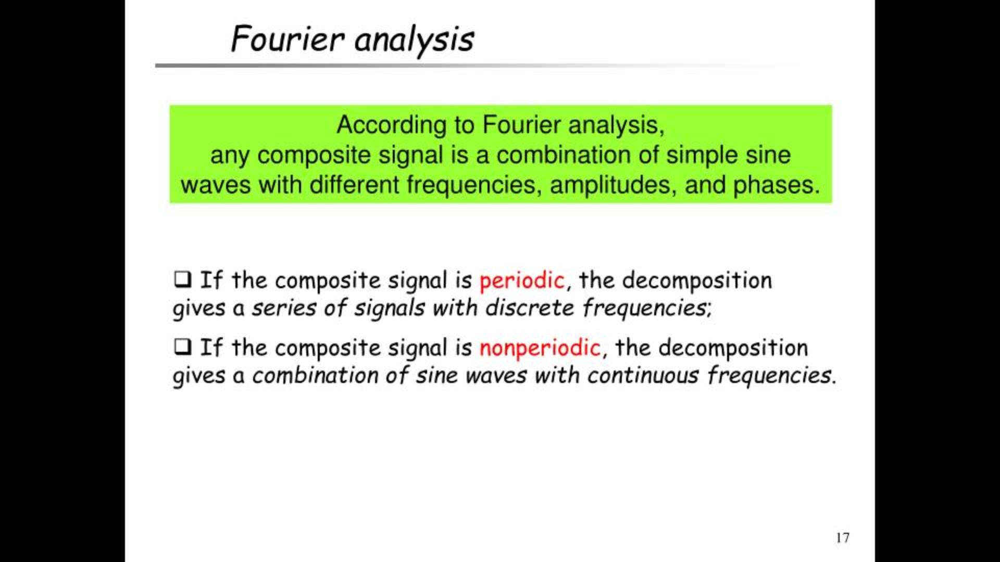 Fourier analysis
According to Fourier analysis,
any composite signal is a combination of simple sine
waves with different frequencies, amplitudes, and phases.
❑ If the composite signal is periodic, the decomposition
gives a series of signals with discrete frequencies;
❑ If the composite signal is nonperiodic, the decomposition
gives a combination of sine waves with continuous frequencies.
17